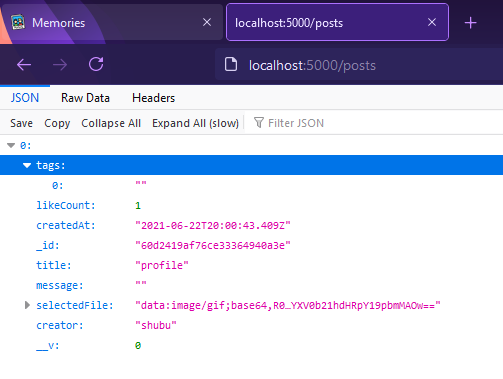 Memories
localhost:5000/posts
localhost:5000/posts
JSON Raw Data Headers
Save Copy Collapse All Expand All (slow) Filter JSON
0:
tags:
0: ""
likeCount: 1
createdAt: "2021-06-22T20:00:43.409Z"
_id: "60d2419af76ce33364940a3e"
title: "profile"
message: ""
selectedFile: "data:image/gif;base64,R0…YXV0b21hdHRpY19pbmMAOw=="
creator: "shubu"
__v: 0